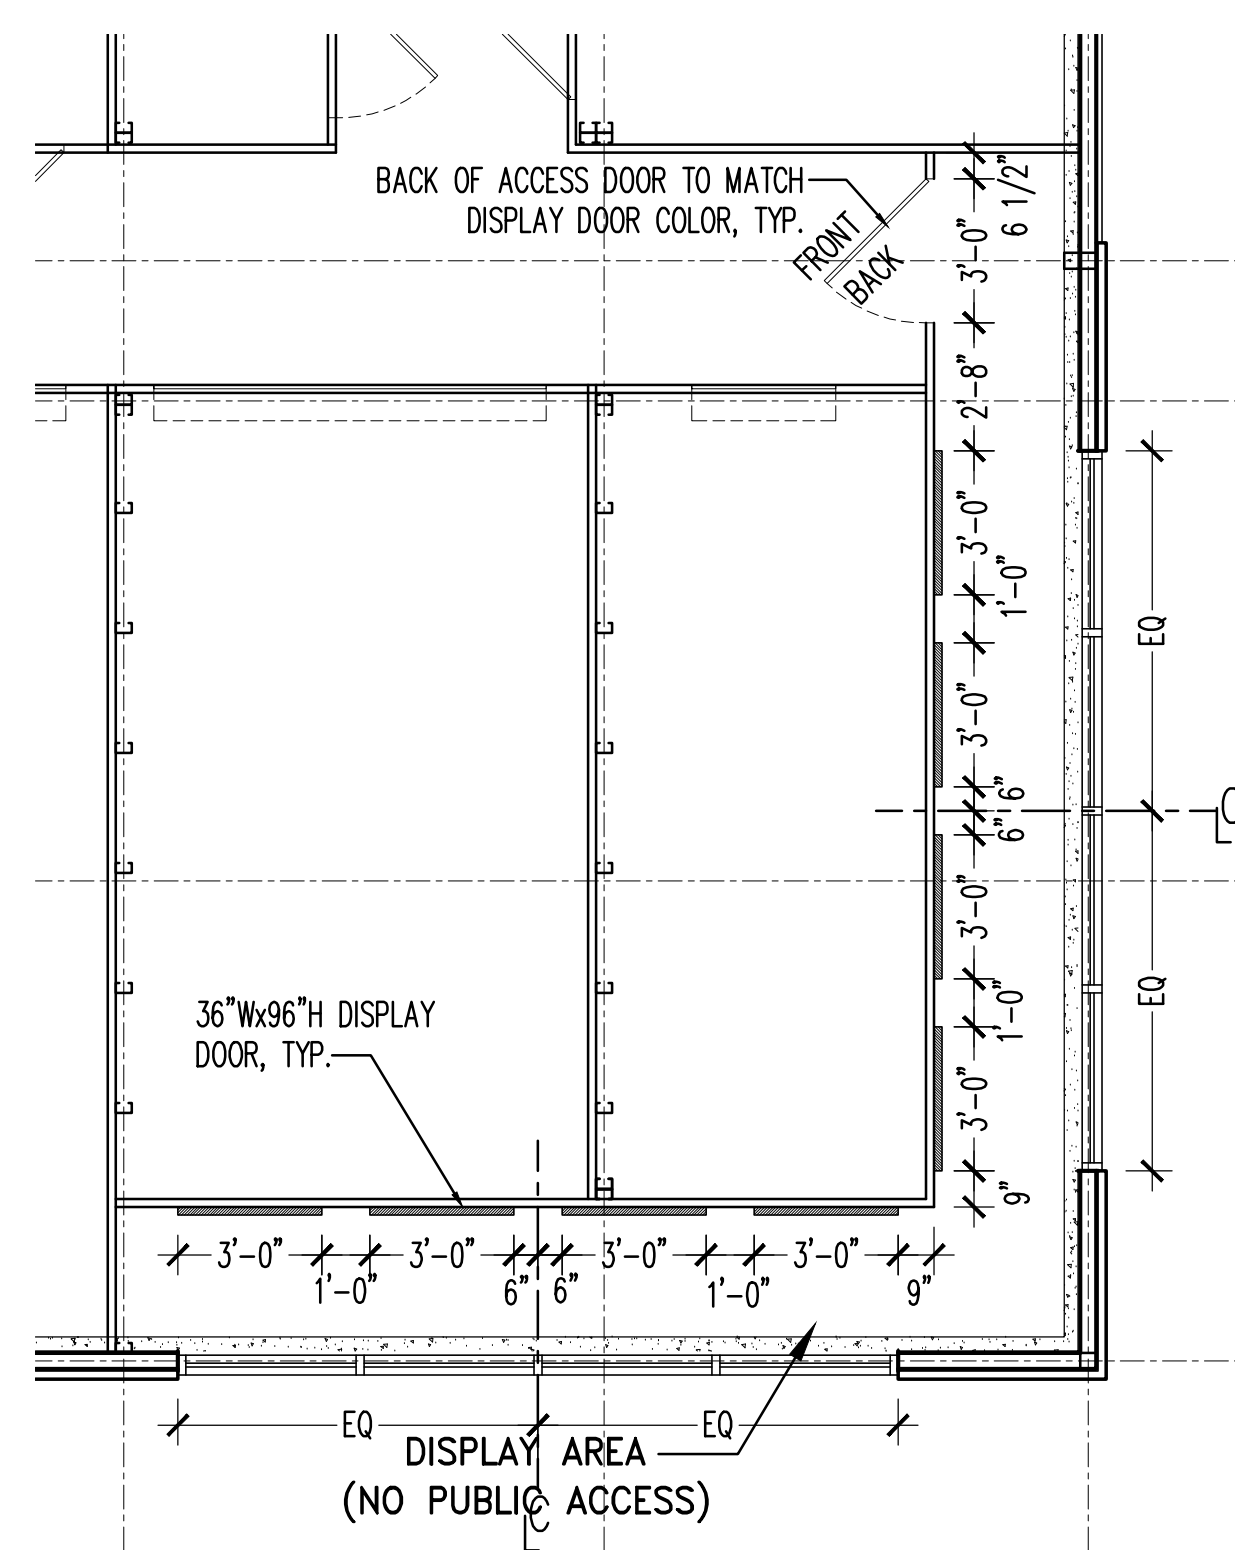 BACK OF ACCESS DOOR TO MATCH
DISPLAY DOOR COLOR, TYP.
FRONT
BACK
6 1/2"
3'-0"
2'-8"
3'-0"
1'-0"
EQ
3'-0"
6"
6"
3'-0"
1'-0"
EQ
3'-0"
9"
36"Wx96"H DISPLAY
DOOR, TYP.
3'-0"
1'-0"
3'-0"
6"
6"
3'-0"
1'-0"
3'-0"
9"
EQ
EQ
DISPLAY AREA
(NO PUBLIC ACCESS)